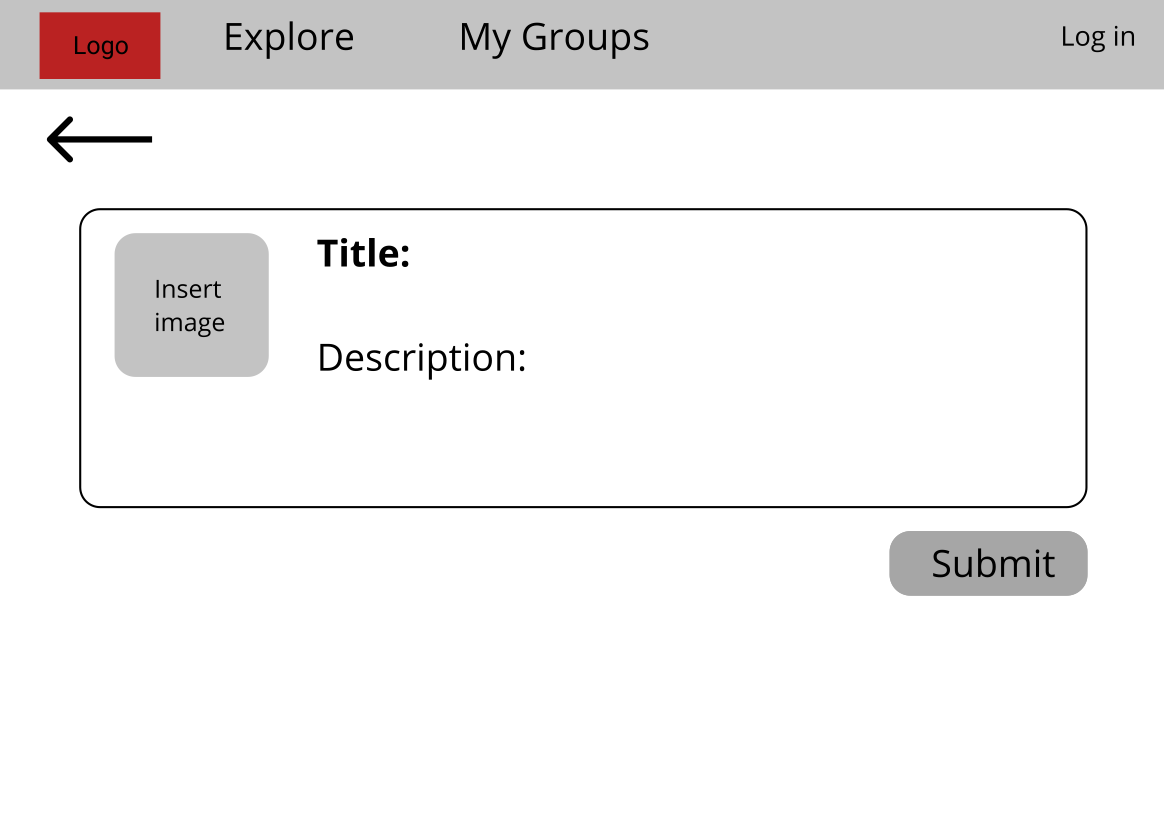 Logo
Explore
My Groups
Log in
Title:
Insert
image
Description:
Submit